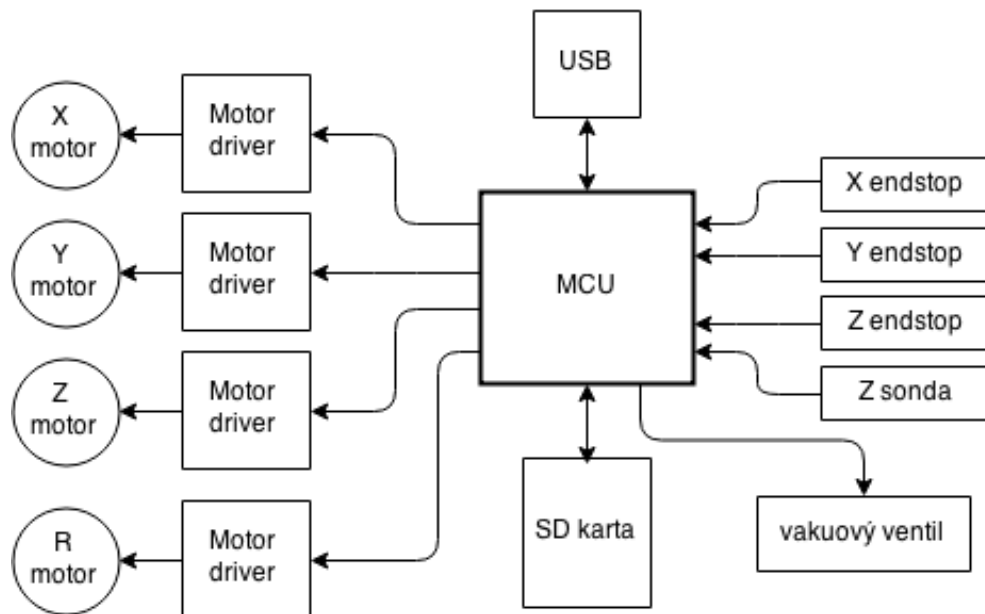 USB
X
motor
Motor
driver
X endstop
Y
motor
Motor
driver
MCU
Y endstop
Z endstop
Z
motor
Motor
driver
Z sonda
R
motor
Motor
driver
SD karta
vakuový ventil